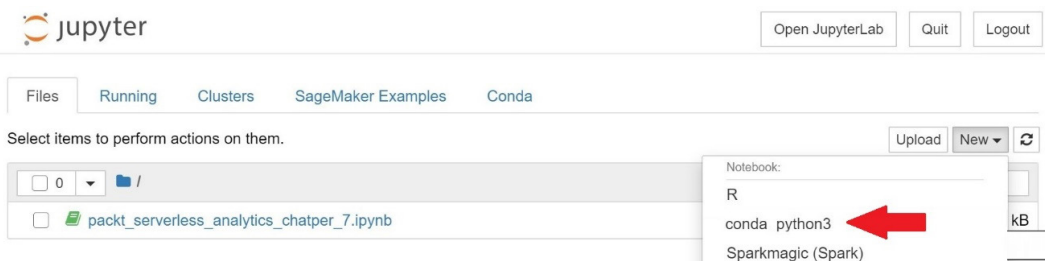 jupyter
Open JupyterLab Quit Logout
Files Running Clusters SageMaker Examples Conda
Select items to perform actions on them.
Upload New
0 /
Notebook:
R
packt_serverless_analytics_chatper_7.ipynb
conda python3
kB
Sparkmagic (Spark)